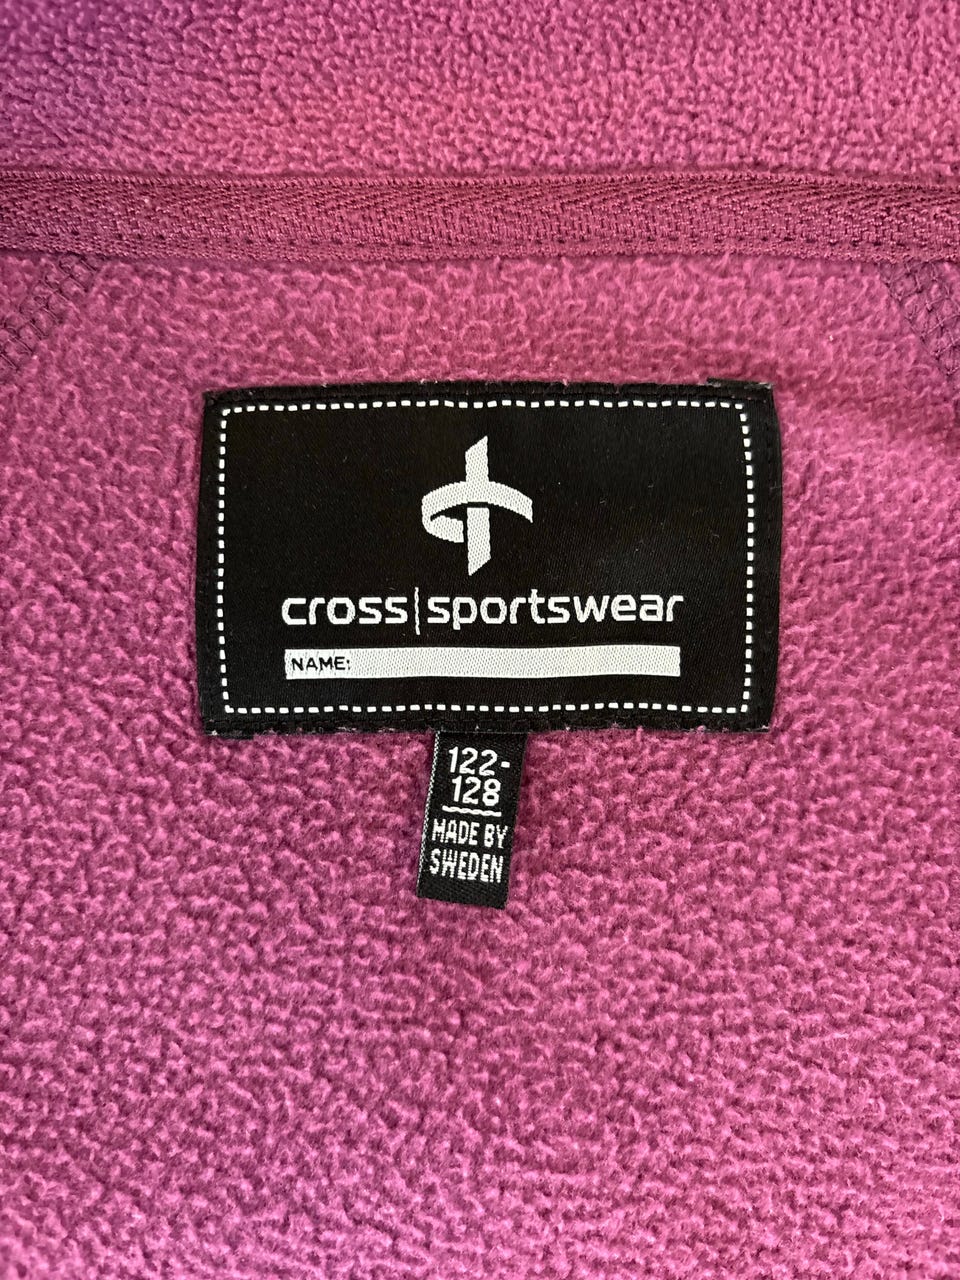 cross|sportswear
NAME:
122-
128
MADE BY
SWEDEN